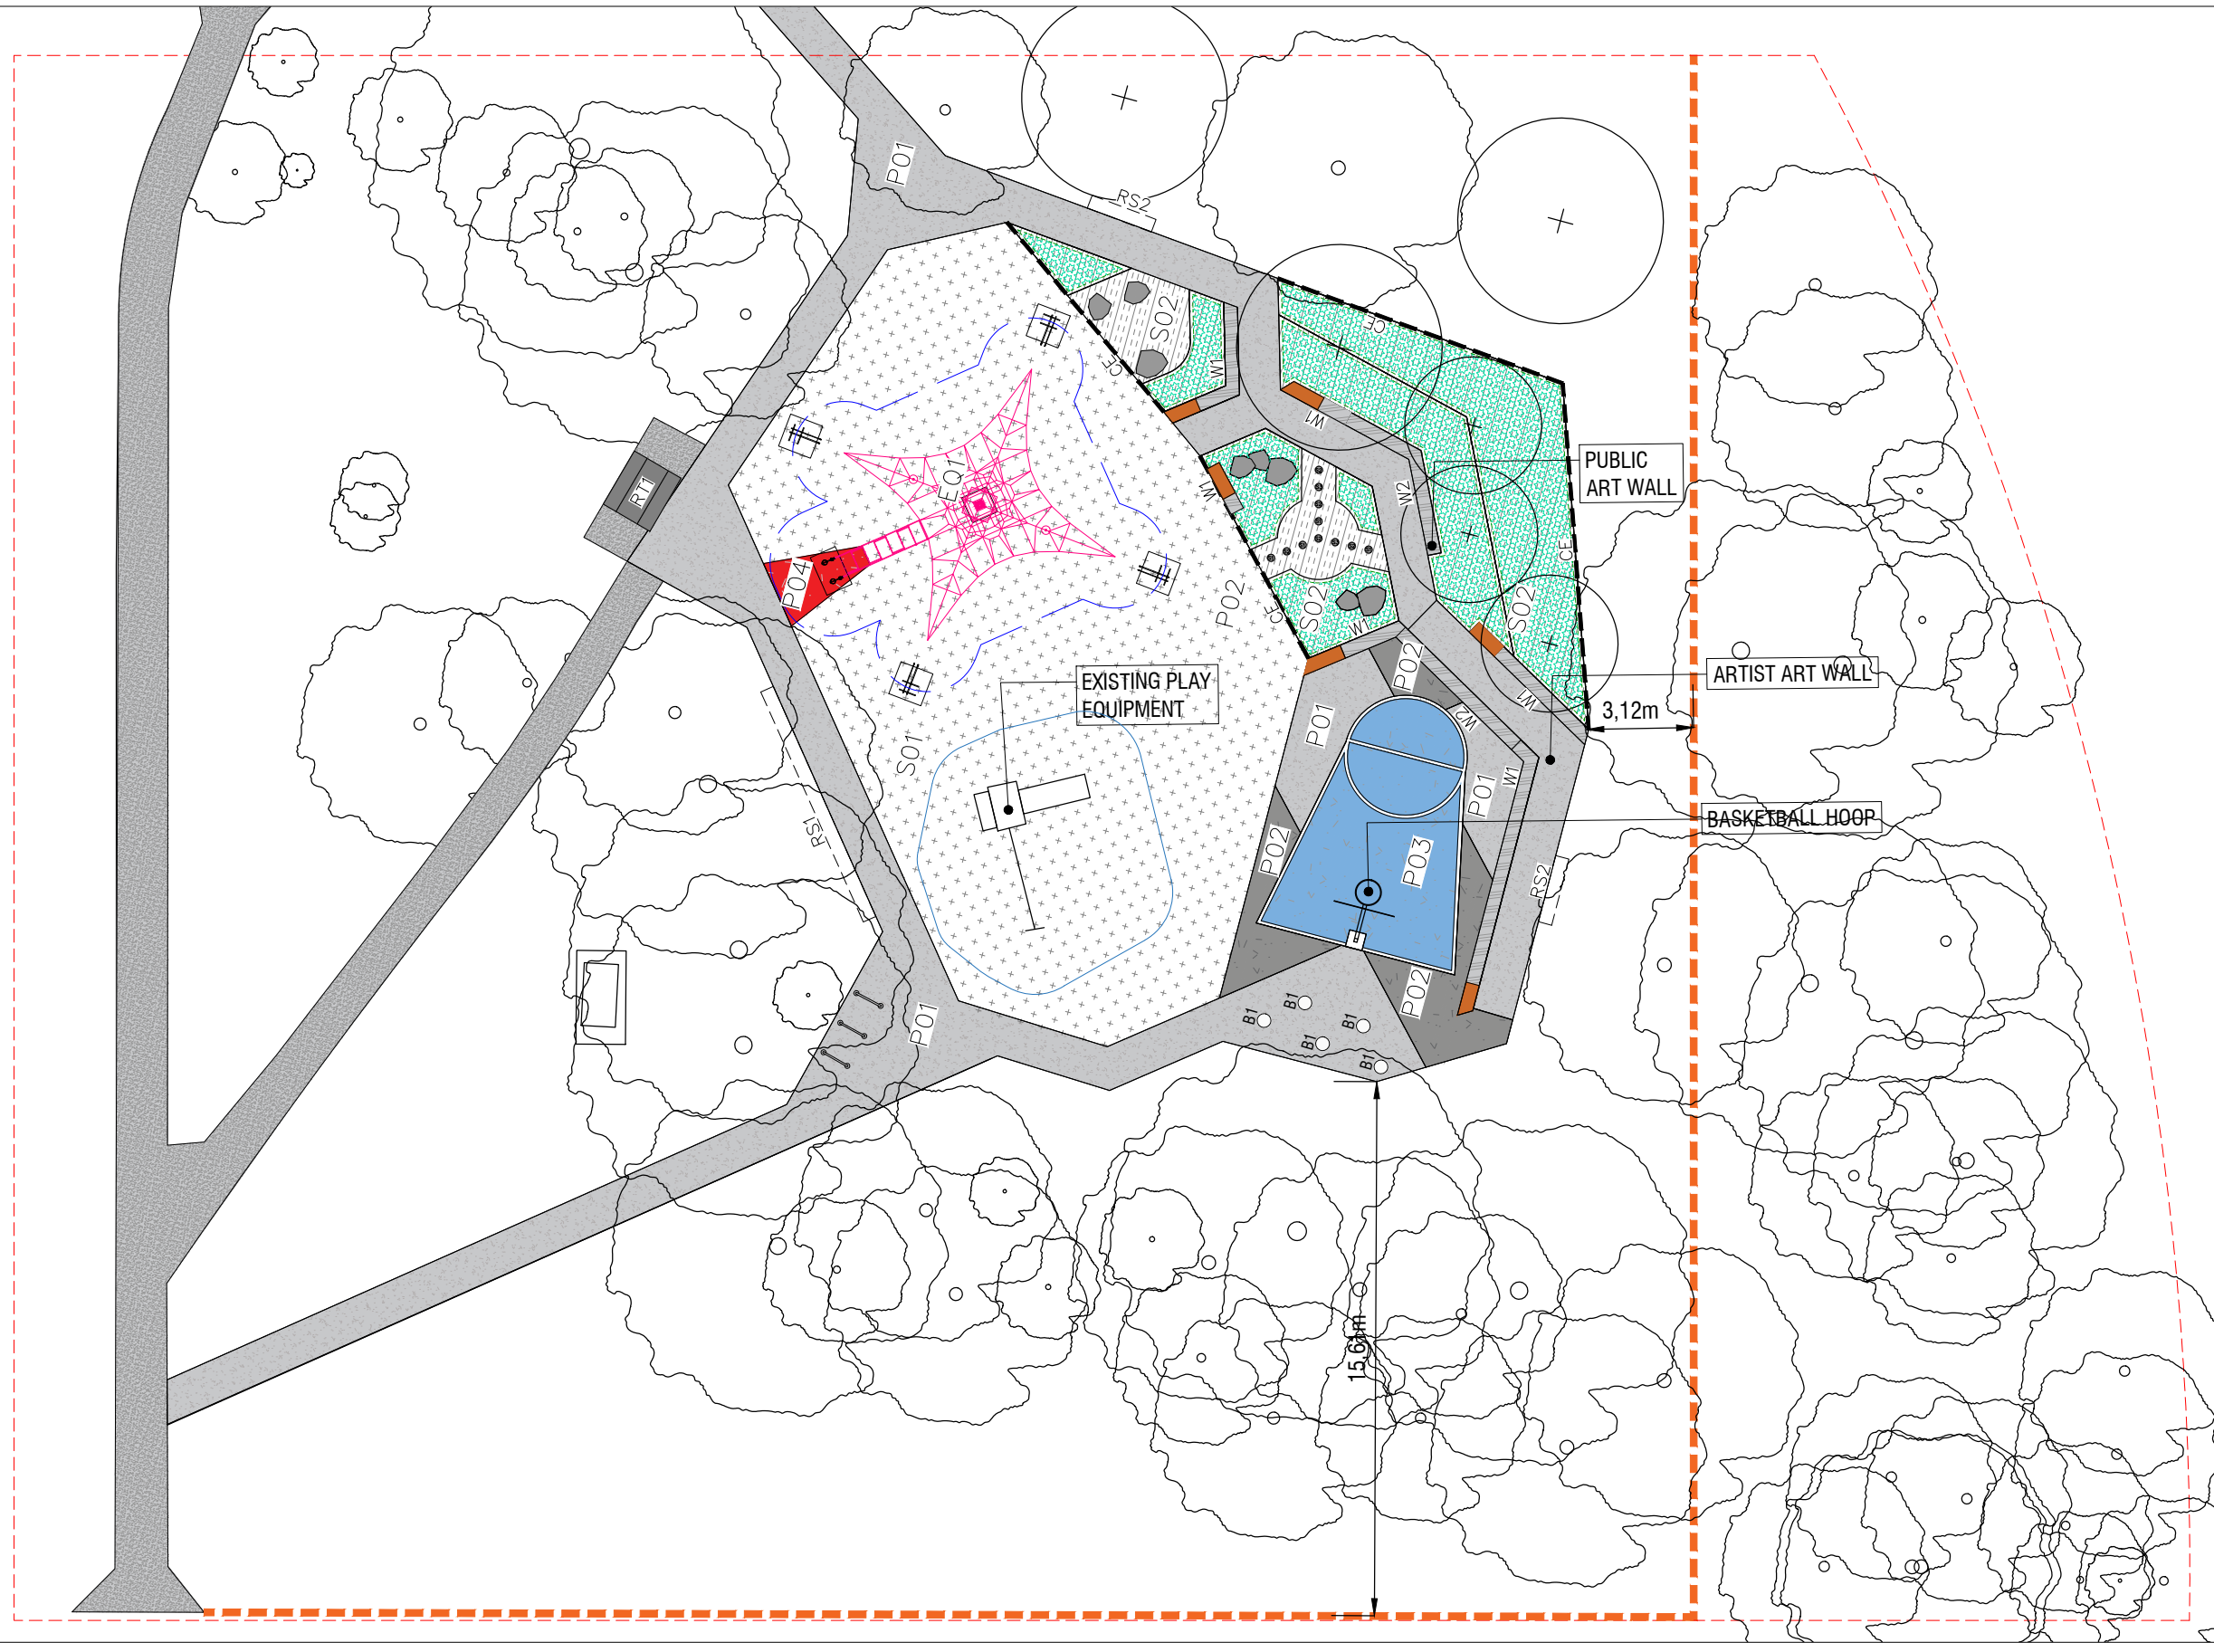 P01
RS2
S02
CE
CE
W1
W1
EQ1
RT1
W1
W2
PUBLIC
ART WALL
CE
P04
P02
CE
S02
S02
W1
P02
EXISTING PLAY
EQUIPMENT
ARTIST ART WALL
W1
3,12m
P01
W2
S01
W1
P01
BASKETBALL HOOP
RS1
P02
P03
RS2
P02
P01
B1
B1
B1
B1
B1
15,61m